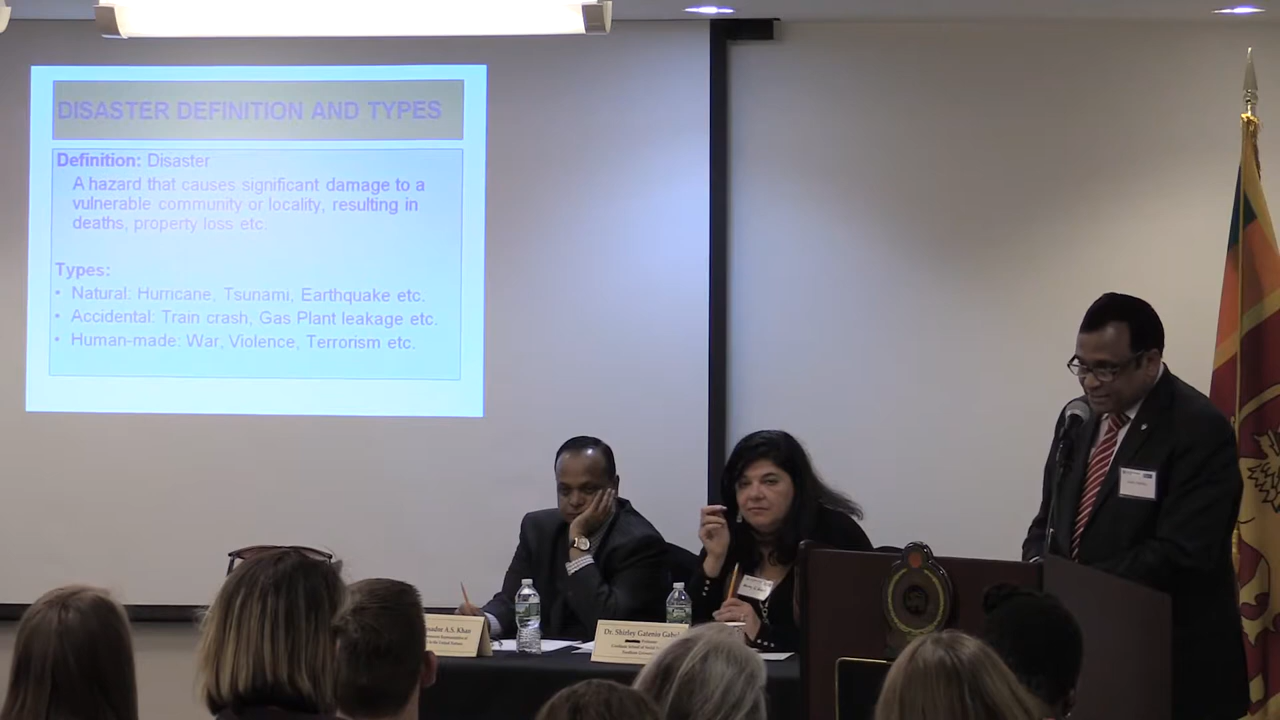 DISASTER DEFINITION AND TYPES
Definition: Disaster
A hazard that causes significant damage to a
vulnerable community or locality, resulting in
deaths, property loss etc.
Types:
• Natural: Hurricane, Tsunami, Earthquake etc.
• Accidental: Train crash, Gas Plant leakage etc.
• Human-made: War, Violence, Terrorism etc.
A.S. Khan
Dr. Shirley Gatenio
Professor